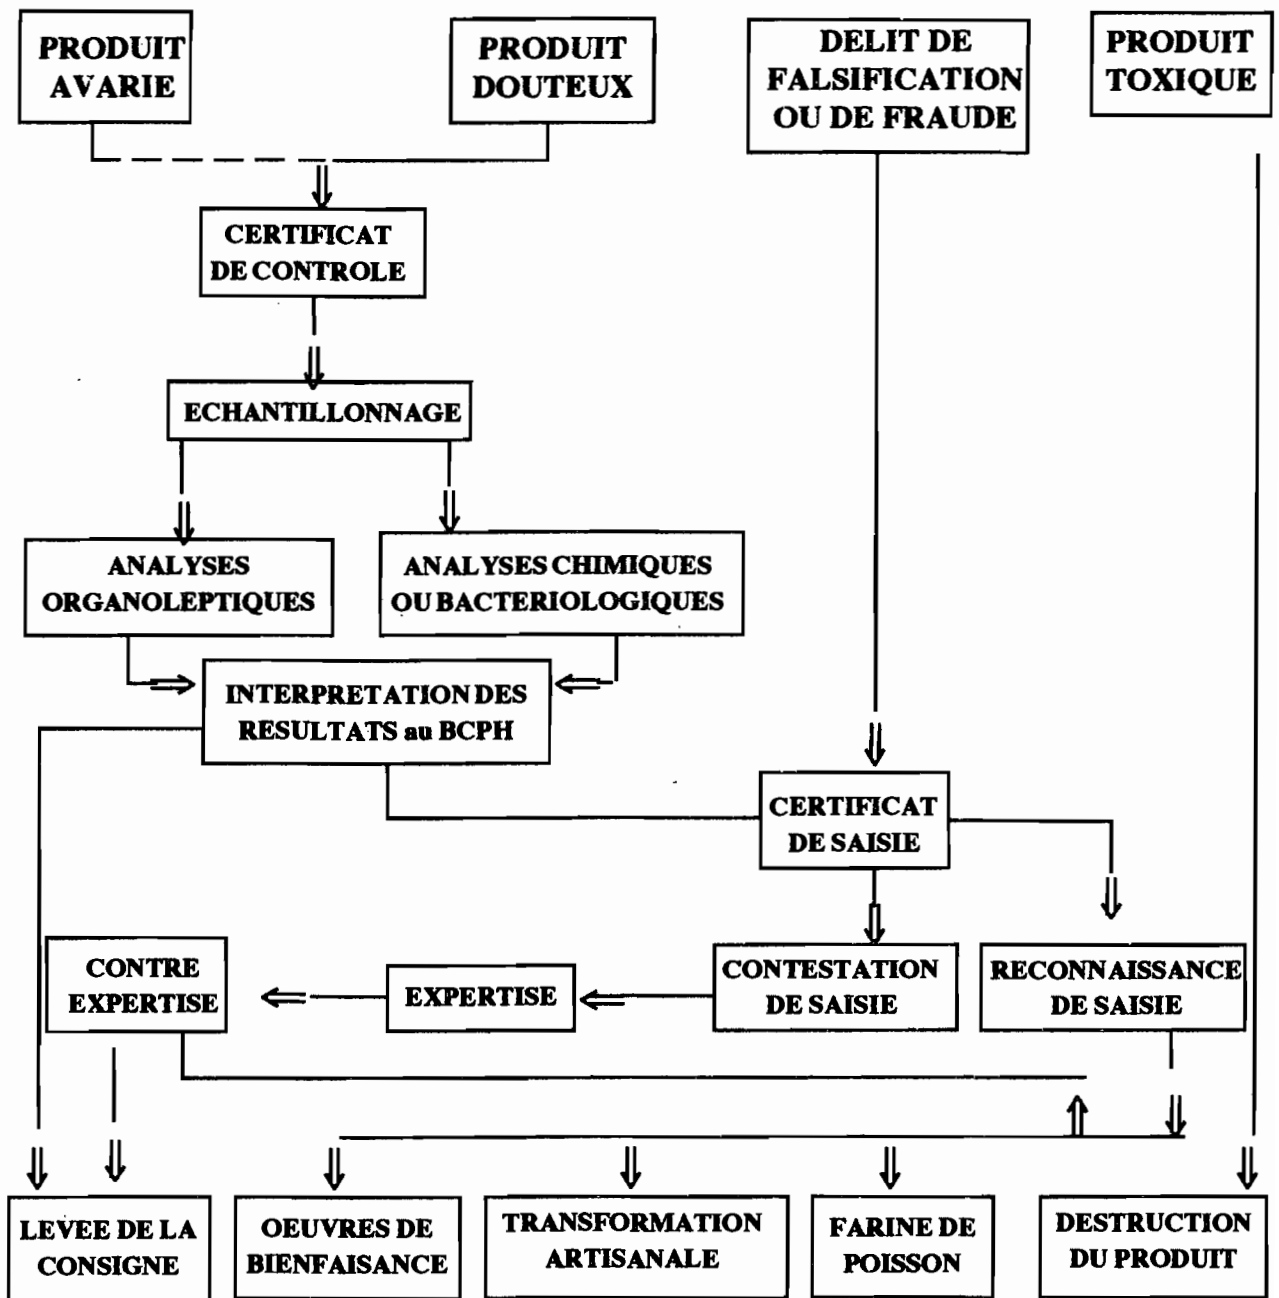 PRODUIT
AVARIE
PRODUIT
DOUTEUX
DELIT DE
FALSIFICATION
OU DE FRAUDE
PRODUIT
TOXIQUE
CERTIFICAT
DE CONTROLE
ECHANTILLONNAGE
ANALYSES
ORGANOLEPTIQUES
ANALYSES CHIMIQUES
OU BACTERIOLOGIQUES
INTERPRETATION DES
RESULTATS au BCPH
CERTIFICAT
DE SAISIE
CONTRE
EXPERTISE
EXPERTISE
CONTESTATION
DE SAISIE
RECONNAISSANCE
DE SAISIE
LEVEE DE LA
CONSIGNE
OEUVRES DE
BIENFAISANCE
TRANSFORMATION
ARTISANALE
FARINE DE
POISSON
DESTRUCTION
DU PRODUIT